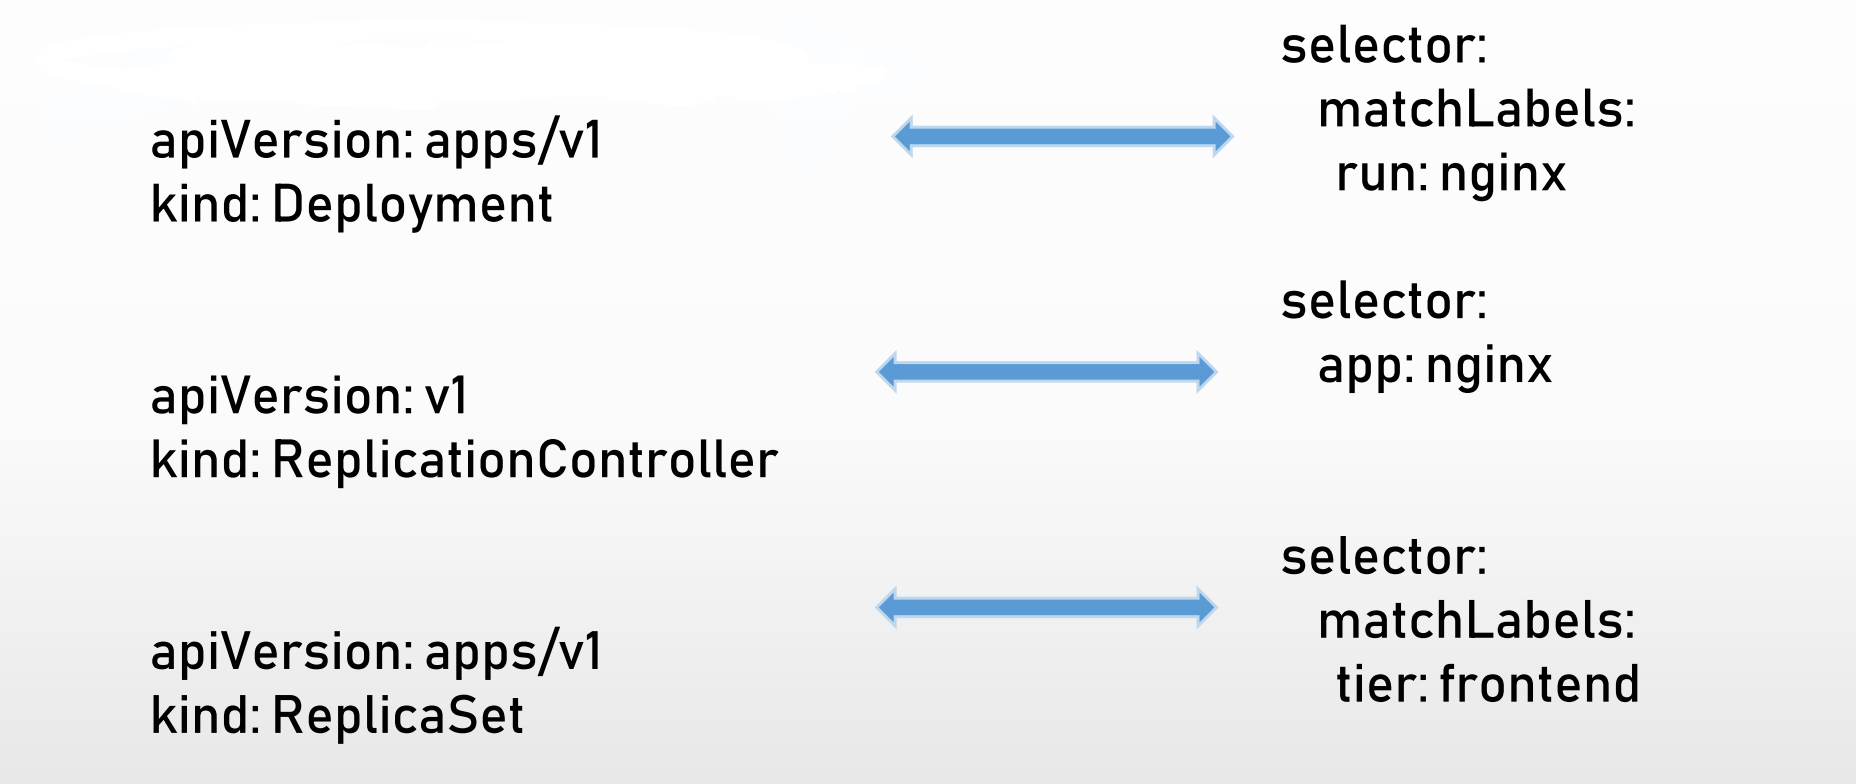 apiVersion: apps/v1
kind: Deployment
selector:
matchLabels:
run: nginx
apiVersion: v1
kind: ReplicationController
selector:
app: nginx
apiVersion: apps/v1
kind: ReplicaSet
selector:
matchLabels:
tier: frontend